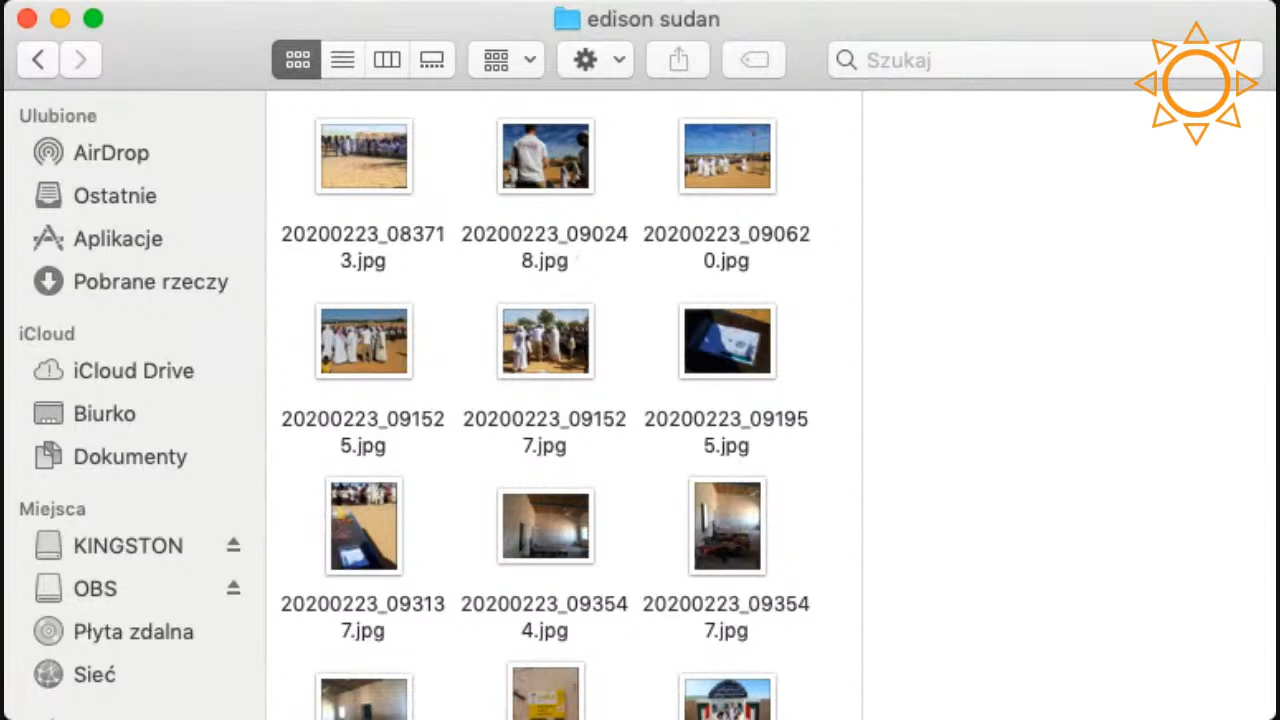 edison sudan
Szukaj
Ulubione
AirDrop
Ostatnie
Aplikacje
Pobrane rzeczy
iCloud
iCloud Drive
Biurko
Dokumenty
Miejsca
KINGSTON
OBS
Płyta zdalna
Sieć
20200223_08371
3.jpg
20200223_09024
8.jpg
20200223_09062
0.jpg
20200223_09152
5.jpg
20200223_09152
7.jpg
20200223_09195
5.jpg
20200223_09313
7.jpg
20200223_09354
4.jpg
20200223_09354
7.jpg